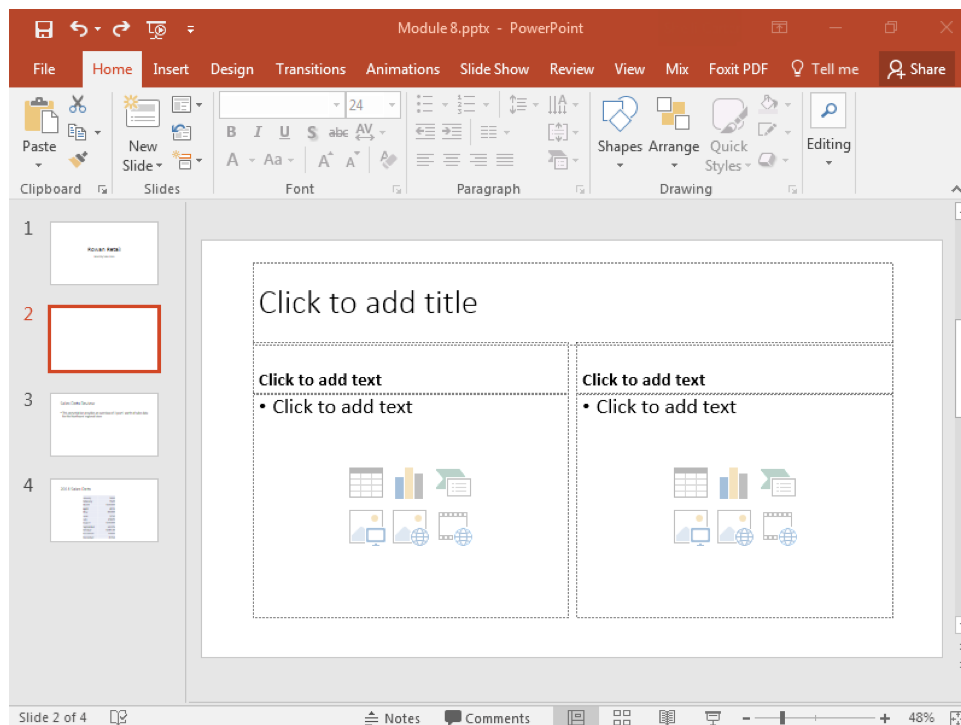 Module 8.pptx - PowerPoint
File Home Insert Design Transitions Animations Slide Show Review View Mix Foxit PDF Tell me Share
Paste
New Slide
24
B I U S abc AV
A Aa A A
Shapes Arrange Quick Styles
Editing
Clipboard Slides Font Paragraph Drawing
1
2
3
4
Click to add title
Click to add text
Click to add text
• Click to add text
• Click to add text
Slide 2 of 4 Notes Comments 48%